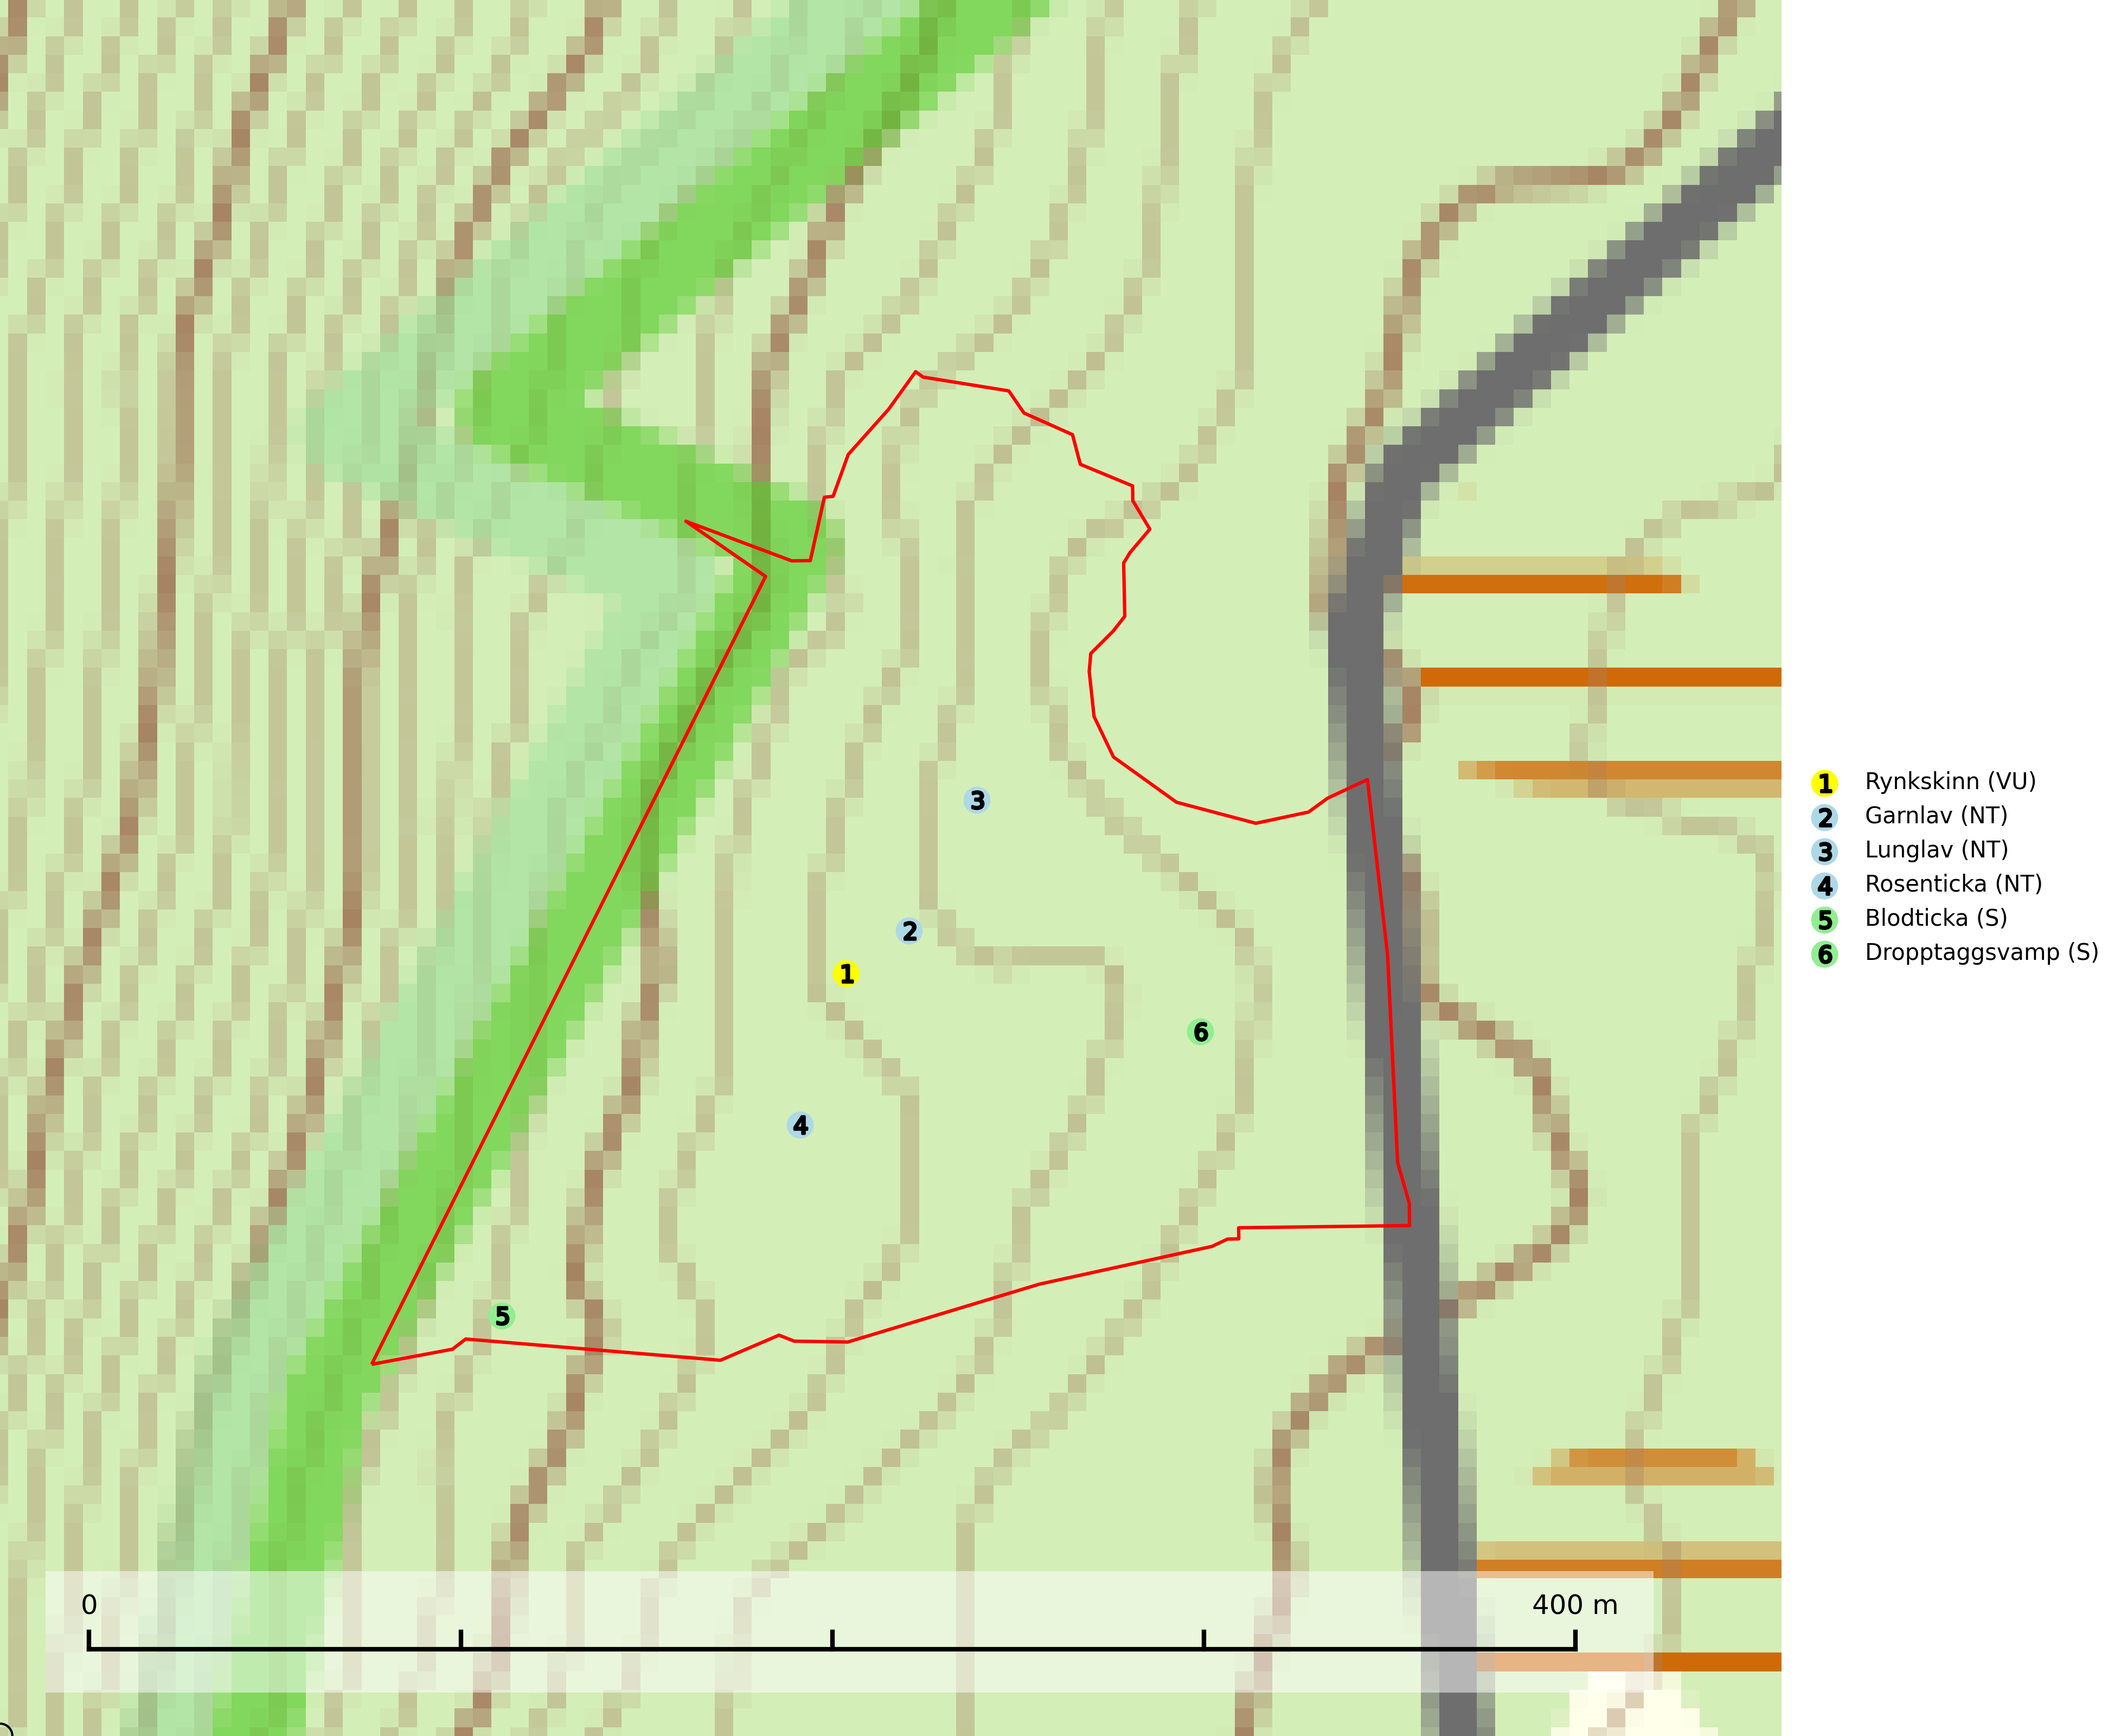 3
2
1
6
4
5
0
400 m
1 Rynkskinn (VU)
2 Garnlav (NT)
3 Lunglav (NT)
4 Rosenticka (NT)
5 Blodticka (S)
6 Dropptaggsvamp (S)